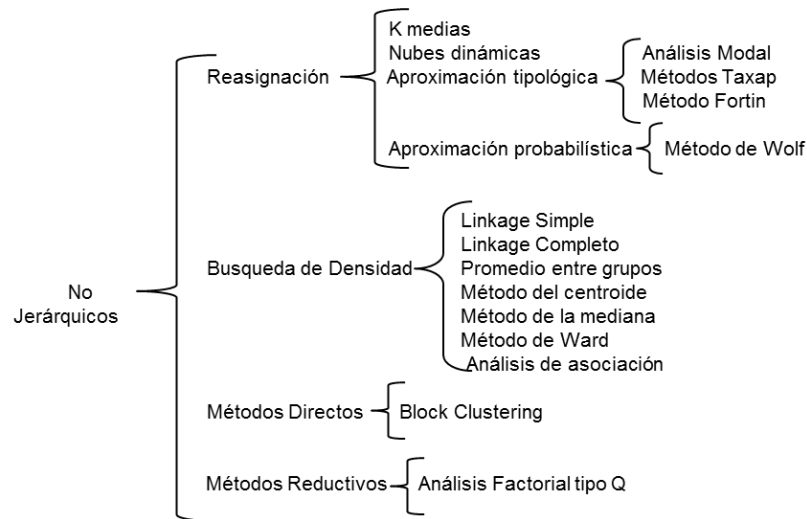 No
Jerárquicos
Reasignación
K medias
Nubes dinámicas
Aproximación tipológica
Análisis Modal
Métodos Taxap
Método Fortin
Aproximación probabilística
Método de Wolf
Busqueda de Densidad
Linkage Simple
Linkage Completo
Promedio entre grupos
Método del centroide
Método de la mediana
Método de Ward
Análisis de asociación
Métodos Directos
Block Clustering
Métodos Reductivos
Análisis Factorial tipo Q